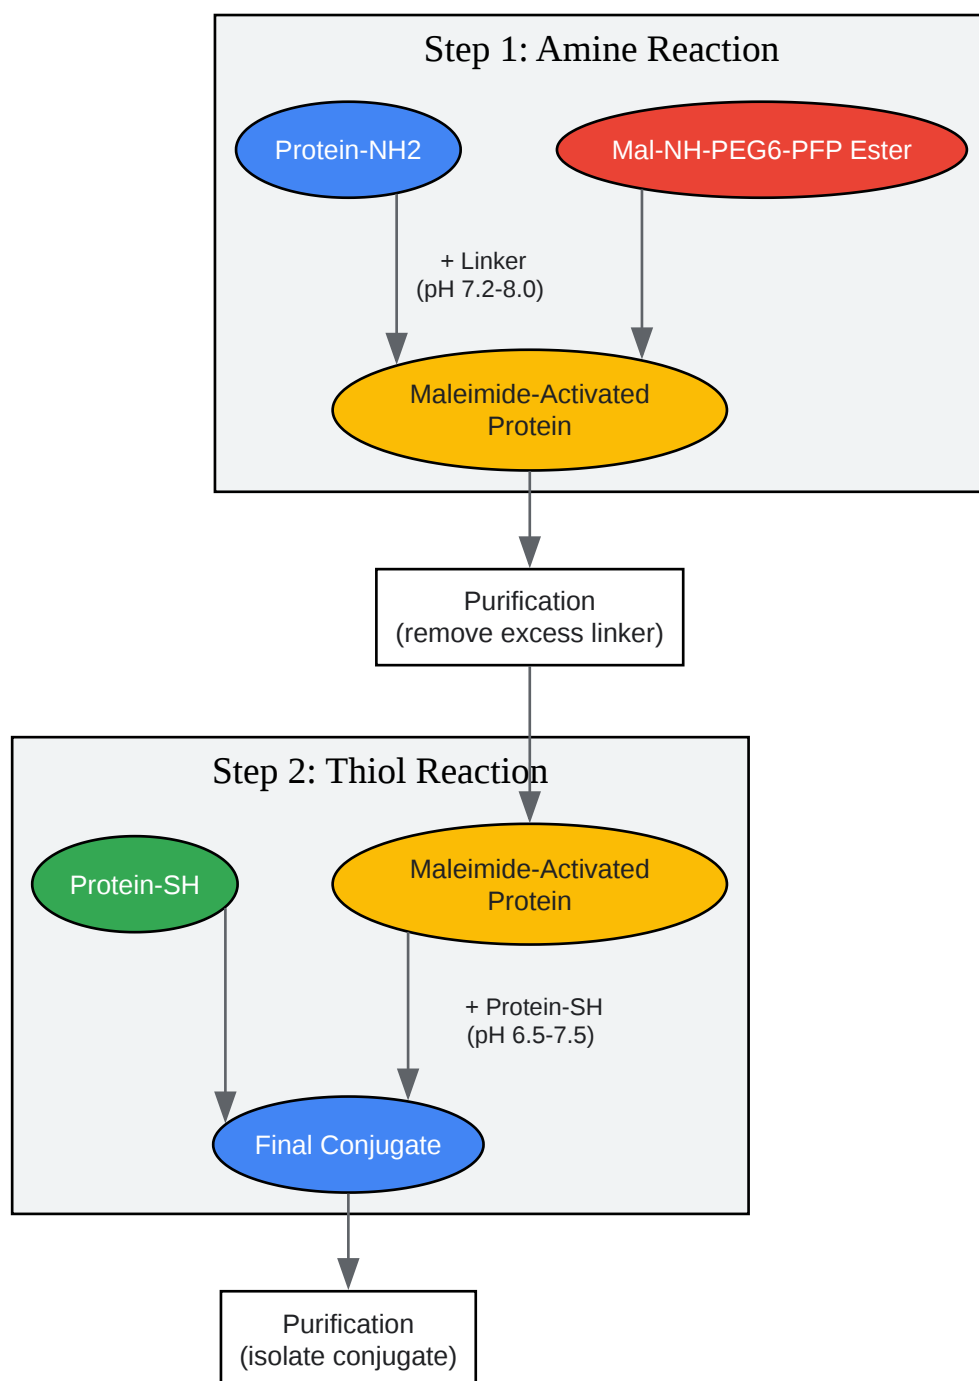 Step 1: Amine Reaction
Protein-NH2
Mal-NH-PEG6-PFP Ester
+ Linker
(pH 7.2-8.0)
Maleimide-Activated
Protein
Purification
(remove excess linker)
Step 2: Thiol Reaction
Protein-SH
Maleimide-Activated
Protein
+ Protein-SH
(pH 6.5-7.5)
Final Conjugate
Purification
(isolate conjugate)